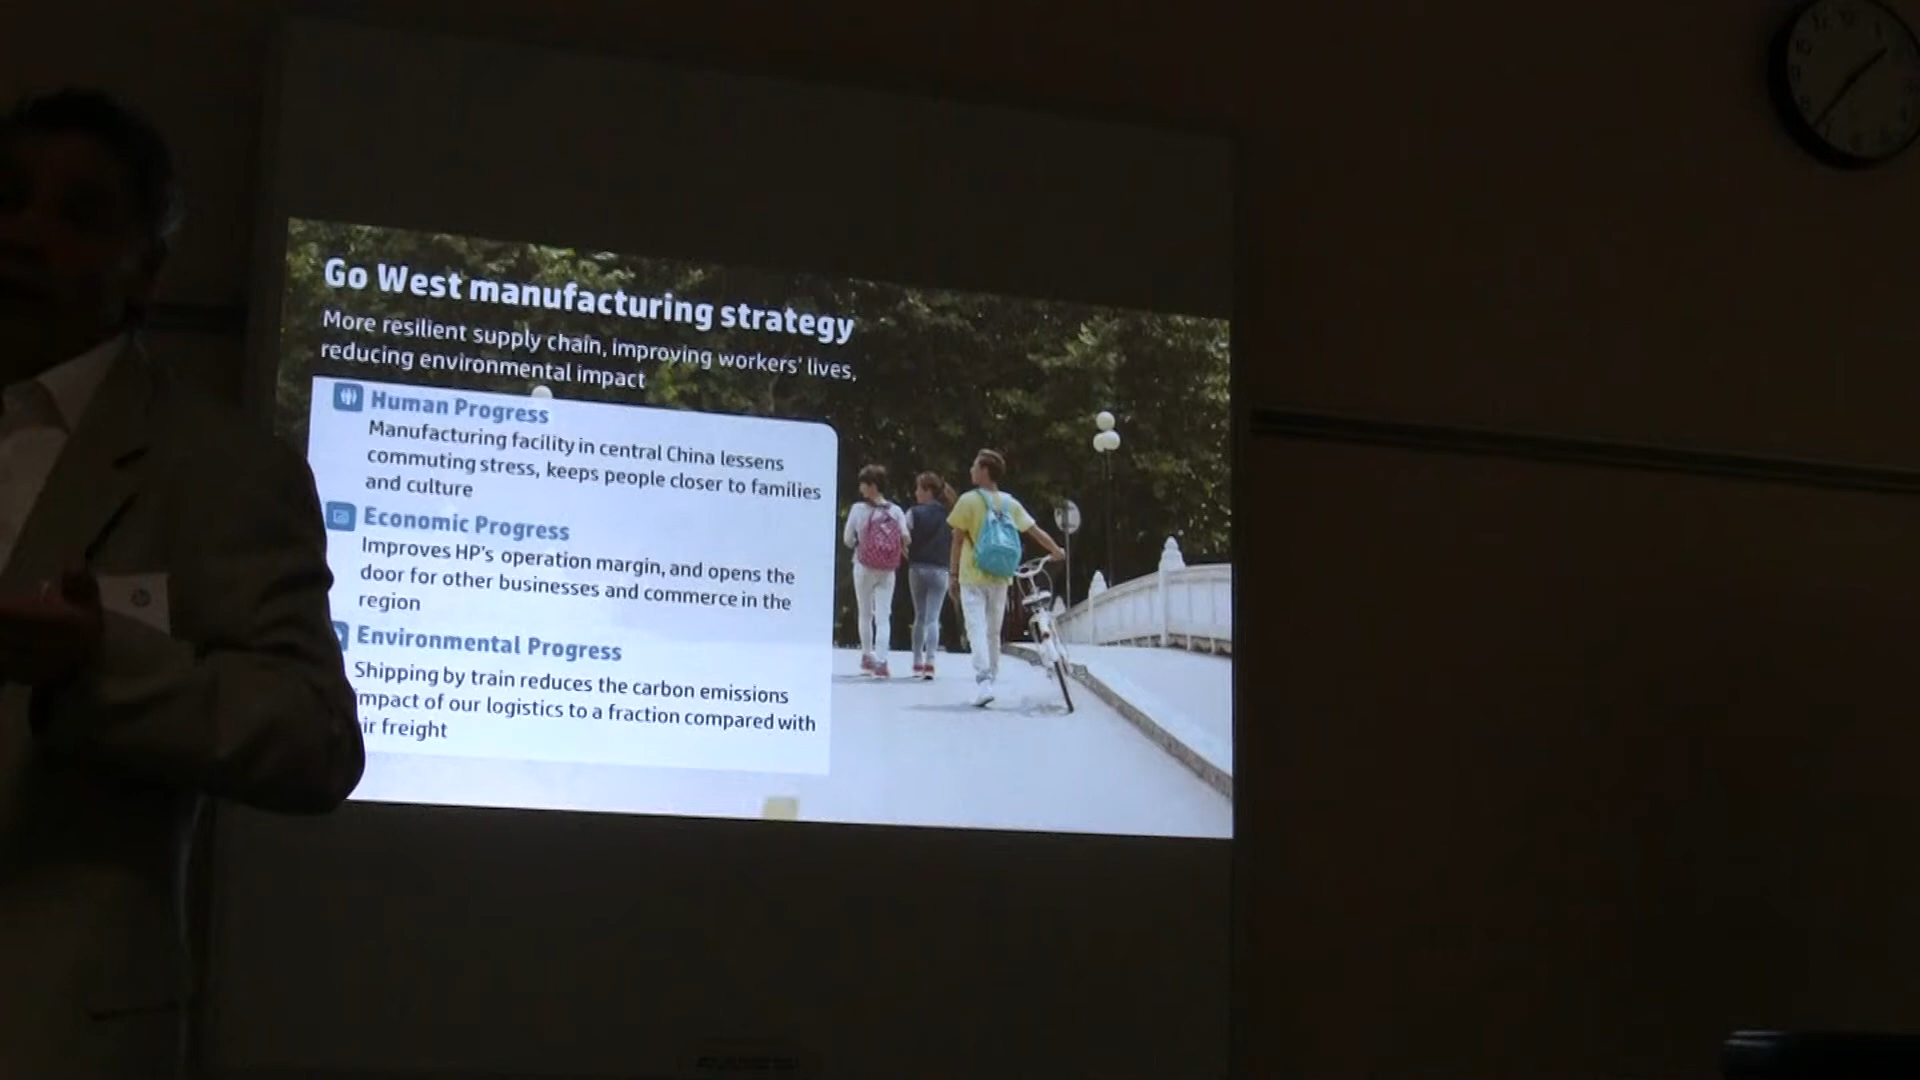 Go West manufacturing strategy
More resilient supply chain, improving workers' lives,
reducing environmental impact
Human Progress
Manufacturing facility in central China lessens
commuting stress, keeps people closer to families
and culture
Economic Progress
Improves HP's operation margin, and opens the
door for other businesses and commerce in the
region
Environmental Progress
Shipping by train reduces the carbon emissions
mpact of our logistics to a fraction compared with
ir freight